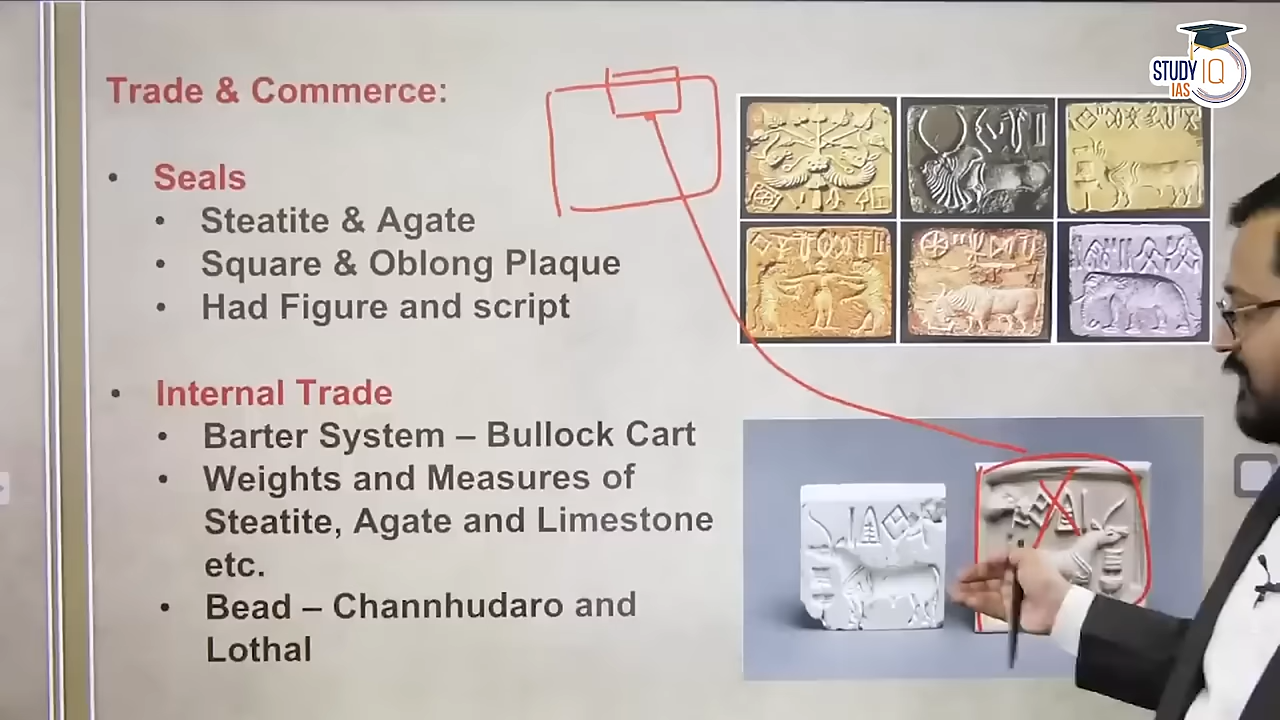 Trade & Commerce:
• Seals
• Steatite & Agate
• Square & Oblong Plaque
• Had Figure and script
• Internal Trade
• Barter System – Bullock Cart
• Weights and Measures of
Steatite, Agate and Limestone
etc.
• Bead – Channhudaro and
Lothal
STUDY IQ
IAS